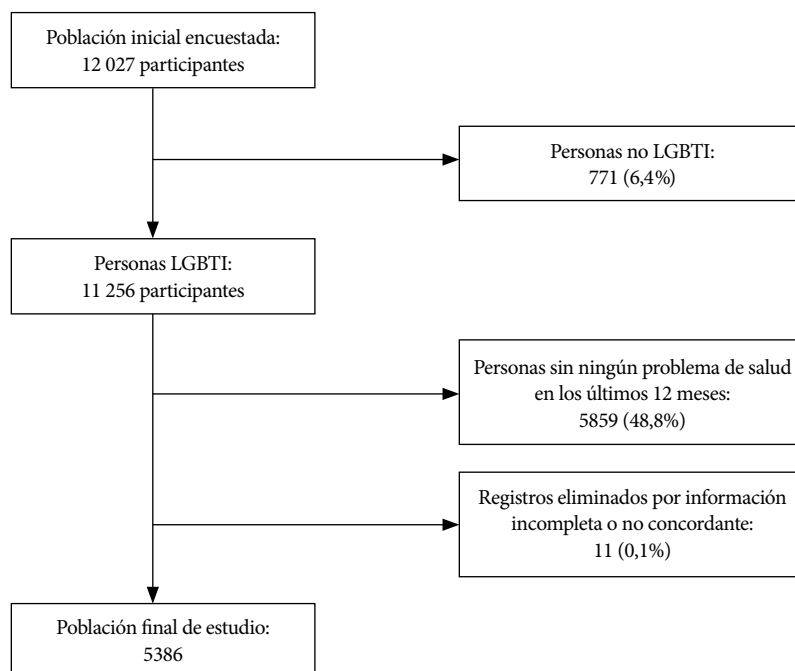 Población inicial encuestada:
12 027 participantes
Personas no LGBTI:
771 (6,4%)
Personas LGBTI:
11 256 participantes
Personas sin ningún problema de salud
en los últimos 12 meses:
5859 (48,8%)
Registros eliminados por información
incompleta o no concordante:
11 (0,1%)
Población final de estudio:
5386